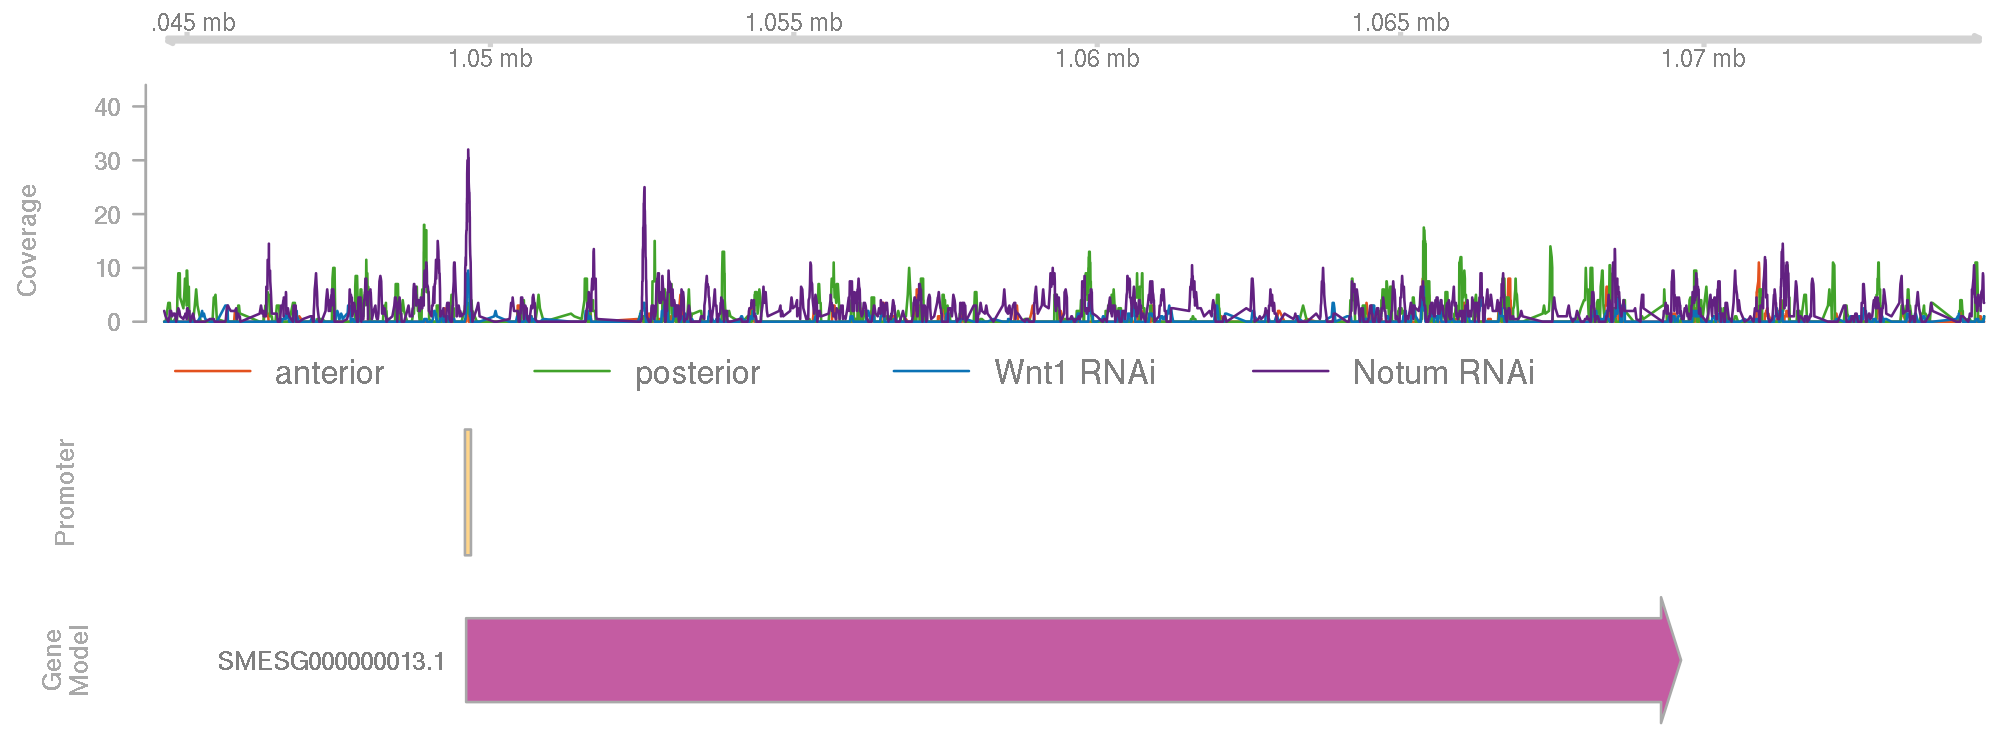 .045 mb 1.055 mb 1.065 mb
1.05 mb 1.06 mb 1.07 mb
Coverage
40
30
20
10
0
anterior posterior Wnt1 RNAi Notum RNAi
Promoter
Gene
Model
SMESG000000013.1